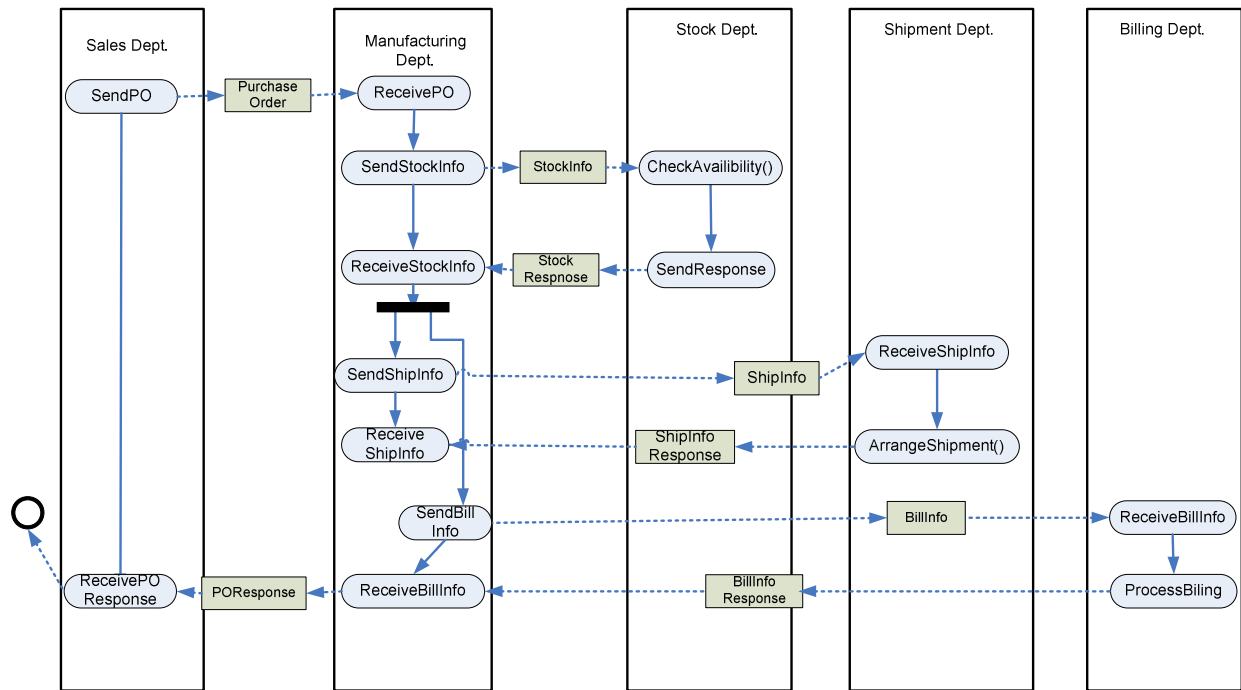 Sales Dept.
Manufacturing
Dept.
Stock Dept.
Shipment Dept.
Billing Dept.
SendPO
Purchase
Order
ReceivePO
SendStockInfo
StockInfo
CheckAvailibility()
ReceiveStockInfo
Stock
Respnose
SendResponse
SendShipInfo
ShipInfo
ReceiveShipInfo
Receive
ShipInfo
ShipInfo
Response
ArrangeShipment()
SendBill
Info
BillInfo
ReceiveBillInfo
ReceivePO
Response
POResponse
ReceiveBillInfo
BillInfo
Response
ProcessBiling